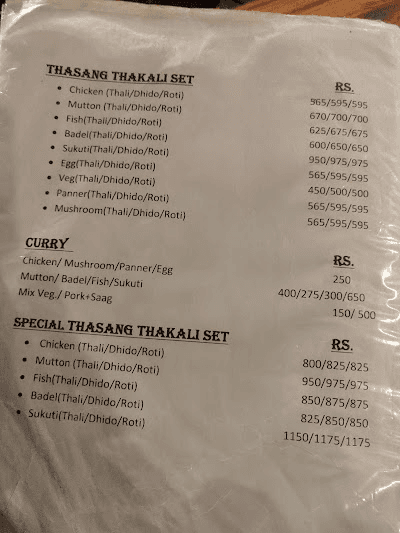 THASANG THAKALI SET RS.
• Chicken (Thali/Dhido/Roti) 965/595/595
• Mutton (Thali/Dhido/Roti) 670/700/700
• Fish(Thali/Dhido/Roti) 625/675/675
• Badel(Thali/Dhido/Roti) 600/650/650
• Sukuti(Thali/Dhido/Roti) 950/975/975
• Egg(Thali/Dhido/Roti) 565/595/595
• Veg(Thali/Dhido/Roti) 450/500/500
• Panner(Thali/Dhido/Roti) 565/595/595
• Mushroom(Thali/Dhido/Roti) 565/595/595
CURRY RS.
Chicken/ Mushroom/Panner/Egg 250
Mutton/ Badel/Fish/Sukuti 400/275/300/650
Mix Veg./ Pork+Saag 150/ 500
SPECIAL THASANG THAKALI SET RS.
• Chicken (Thali/Dhido/Roti) 800/825/825
• Mutton (Thali/Dhido/Roti) 950/975/975
• Fish(Thali/Dhido/Roti) 850/875/875
• Badel(Thali/Dhido/Roti) 825/850/850
• Sukuti(Thali/Dhido/Roti) 1150/1175/1175